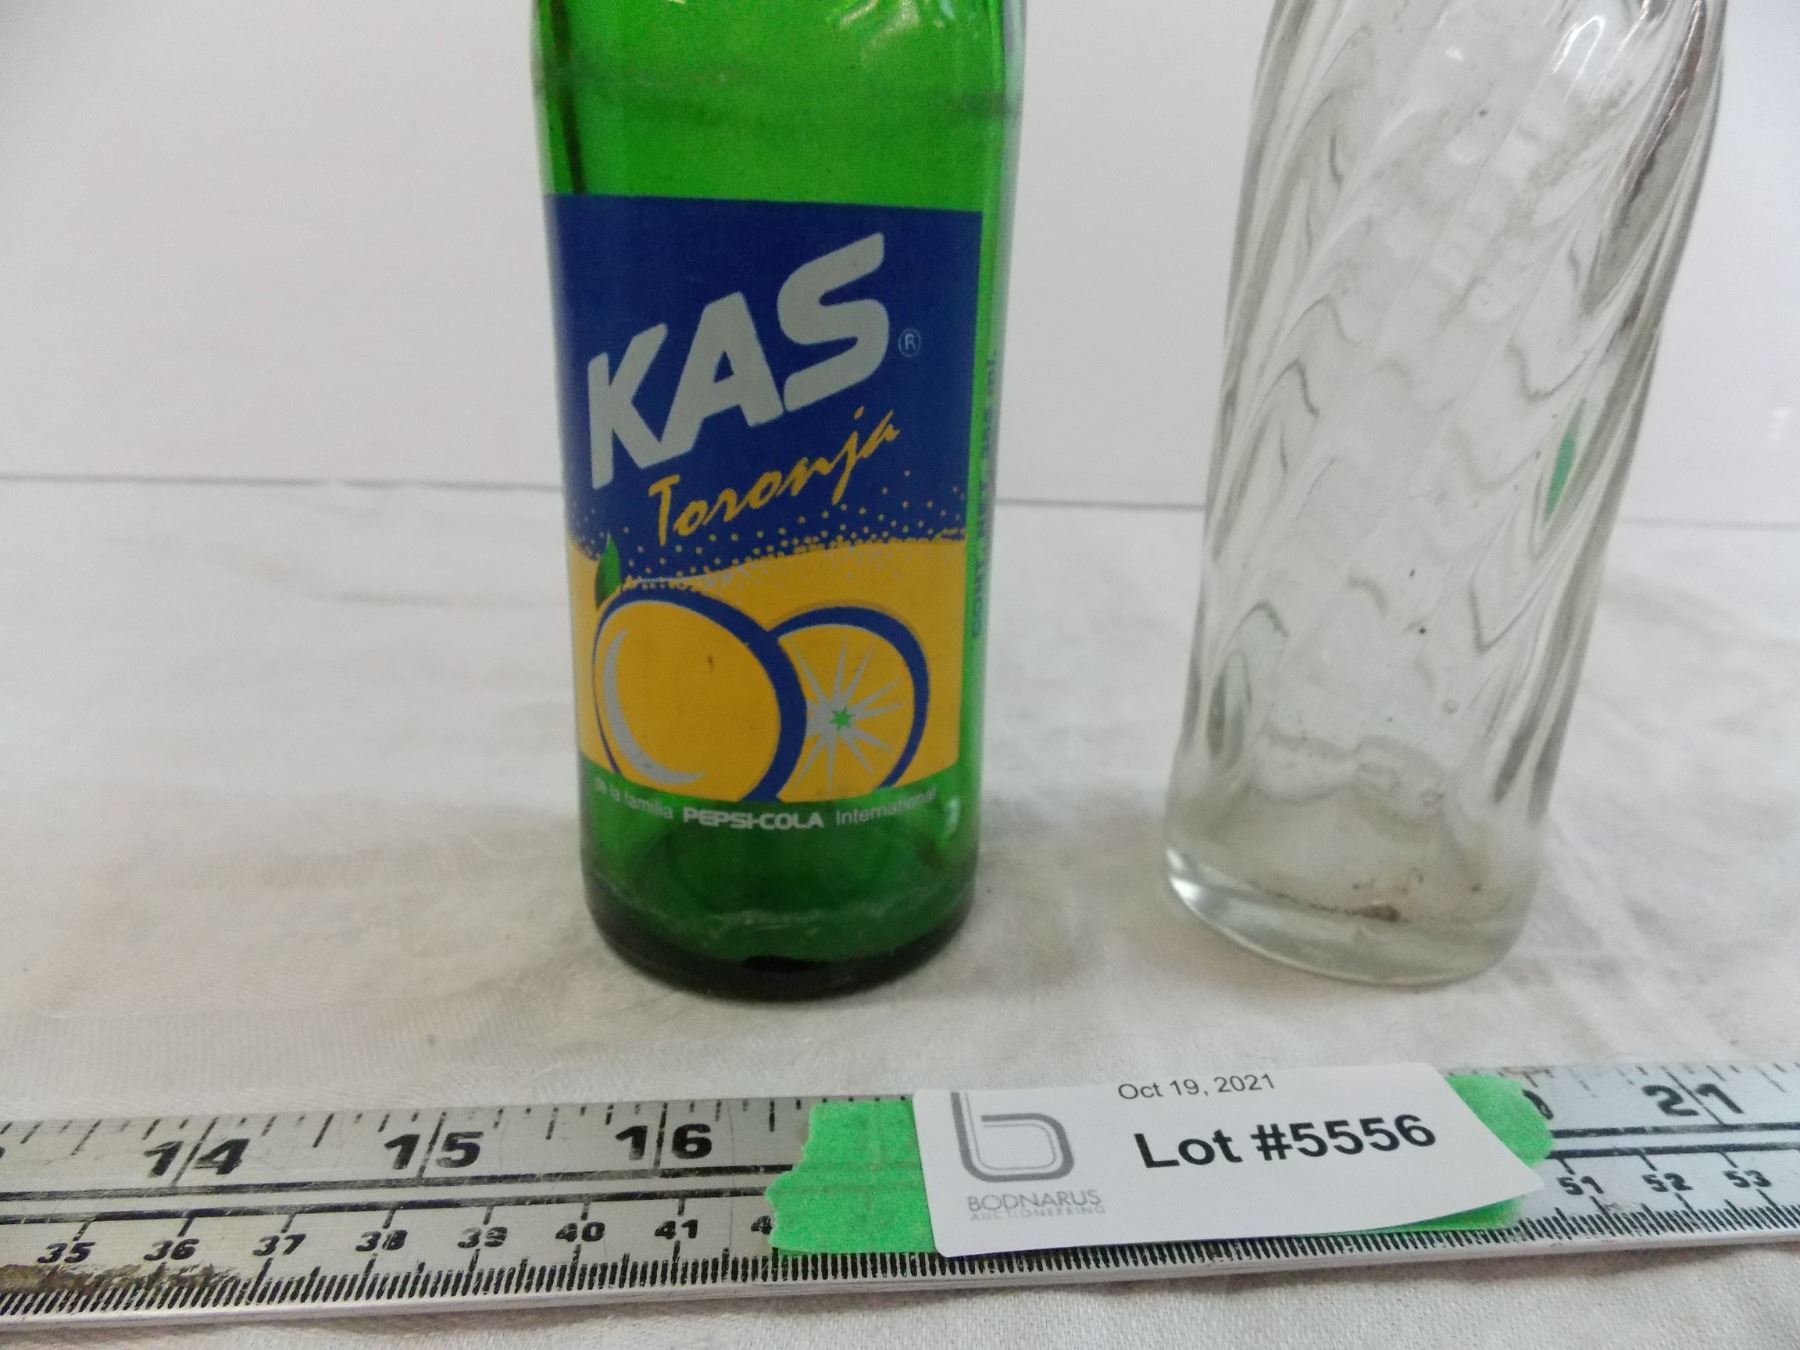 KAS
®
Toronja
de la familia PEPSI-COLA International
Oct 19, 2021
Lot #5556
BODNARUS
AUCTIONEERING
14 15 16 21
35 36 37 38 39 40 41 51 52 53